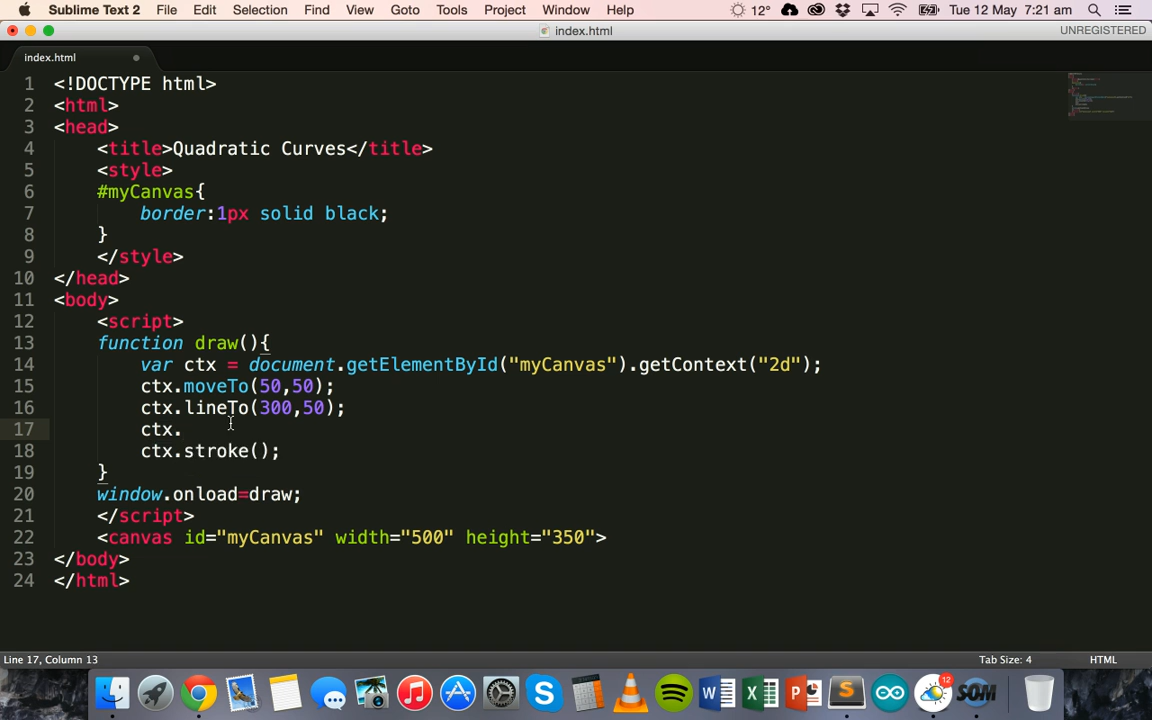 Sublime Text 2 File Edit Selection Find View Goto Tools Project Window Help 12° Tue 12 May 7:21 am
index.html UNREGISTERED
index.html
1 <!DOCTYPE html>
2 <html>
3 <head>
4 <title>Quadratic Curves</title>
5 <style>
6 #myCanvas{
7 border:1px solid black;
8 }
9 </style>
10 </head>
11 <body>
12 <script>
13 function draw(){
14 var ctx = document.getElementById("myCanvas").getContext("2d");
15 ctx.moveTo(50,50);
16 ctx.lineTo(300,50);
17 ctx.
18 ctx.stroke();
19 }
20 window.onload=draw;
21 </script>
22 <canvas id="myCanvas" width="500" height="350">
23 </body>
24 </html>
Line 17, Column 13 Tab Size: 4 HTML
12
SOM